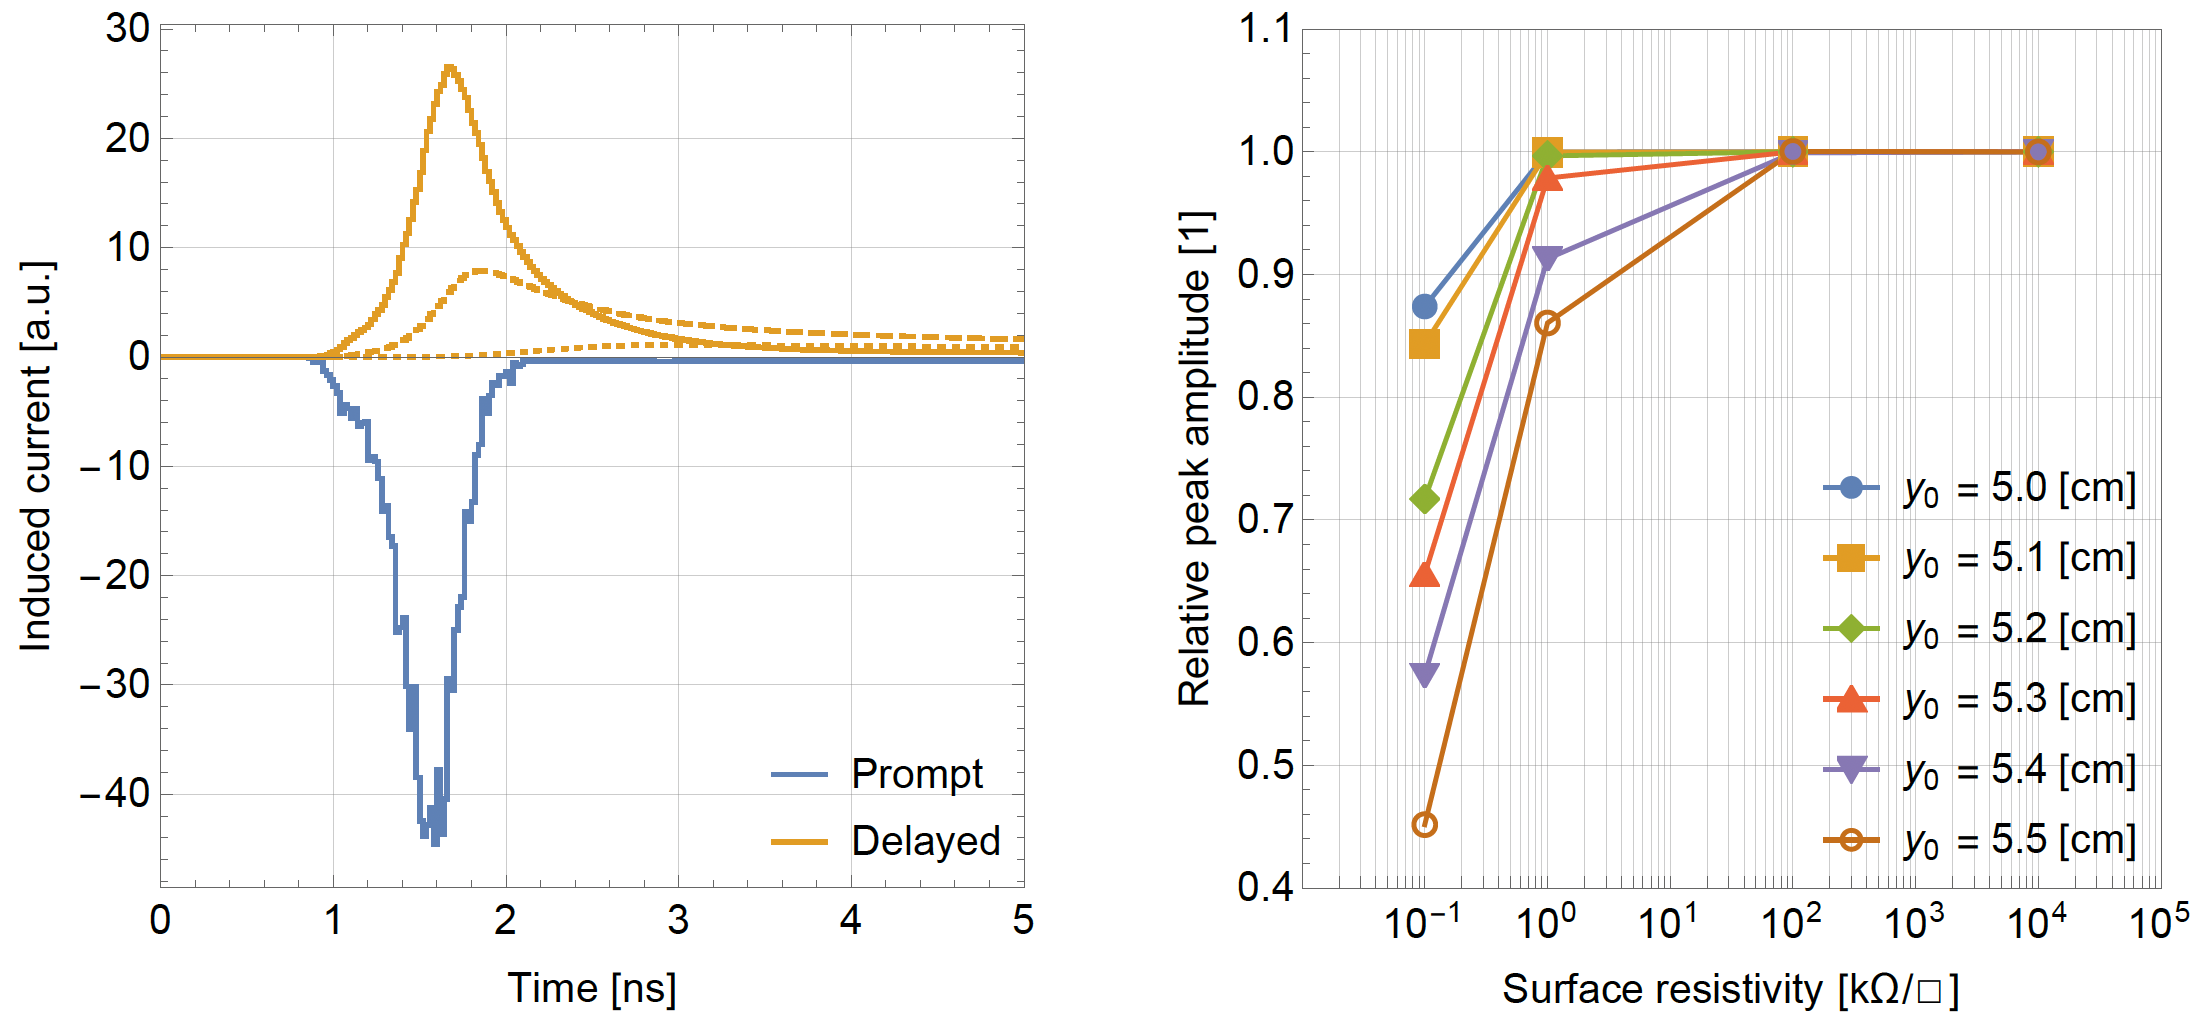 30
20
10
0
−10
−20
−30
−40
0 1 2 3 4 5
Induced current [a.u.]
Time [ns]
Prompt
Delayed
1.1
1.0
0.9
0.8
0.7
0.6
0.5
0.4
10⁻¹ 10⁰ 10¹ 10² 10³ 10⁴ 10⁵
Relative peak amplitude [1]
Surface resistivity [kΩ/□]
y₀ = 5.0 [cm]
y₀ = 5.1 [cm]
y₀ = 5.2 [cm]
y₀ = 5.3 [cm]
y₀ = 5.4 [cm]
y₀ = 5.5 [cm]